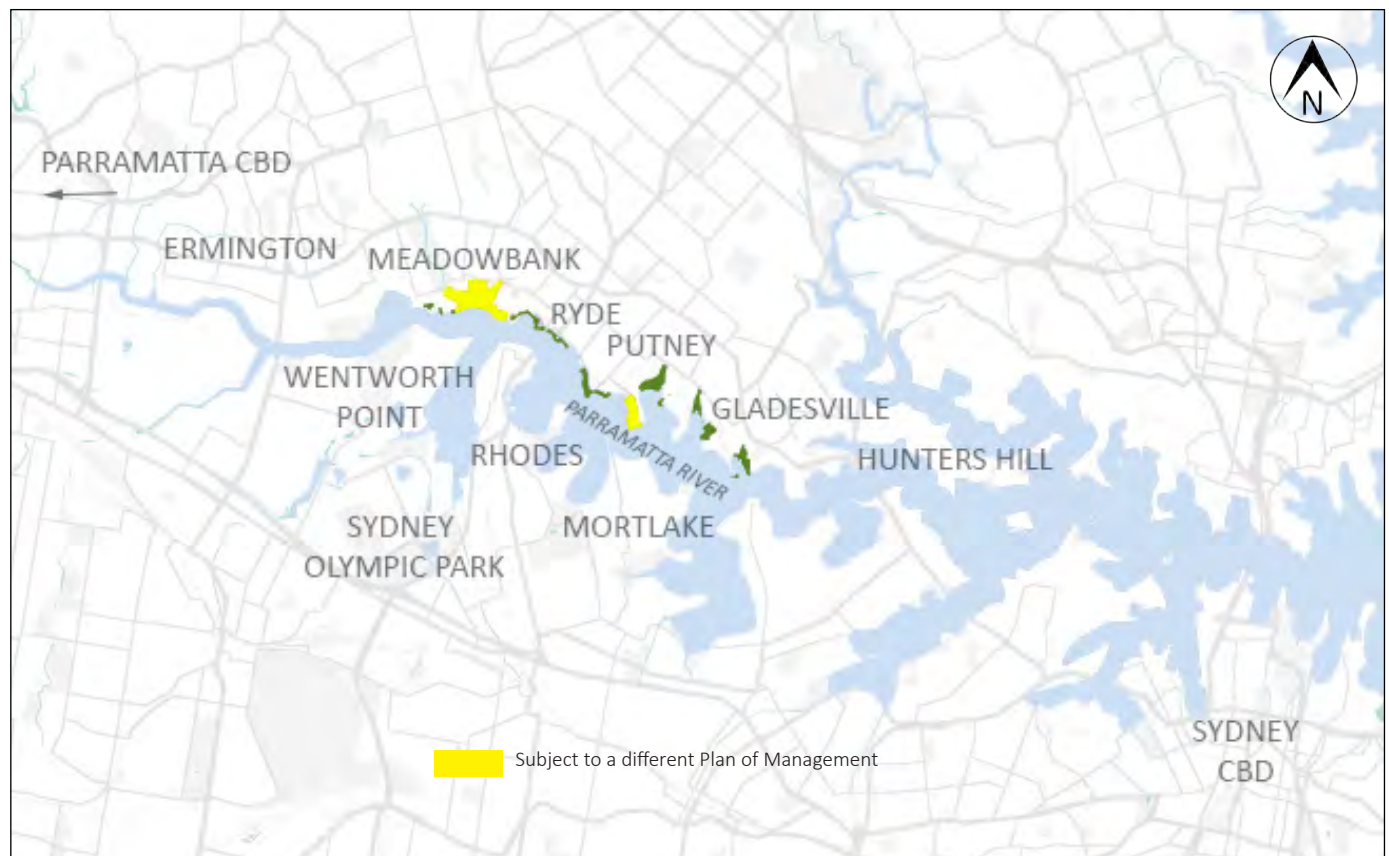 N
PARRAMATTA CBD
ERMINGTON
MEADOWBANK
RYDE
PUTNEY
WENTWORTH
POINT
GLADESVILLE
PARRAMATTA RIVER
RHODES
HUNTERS HILL
SYDNEY
OLYMPIC PARK
MORTLAKE
SYDNEY
CBD
Subject to a different Plan of Management